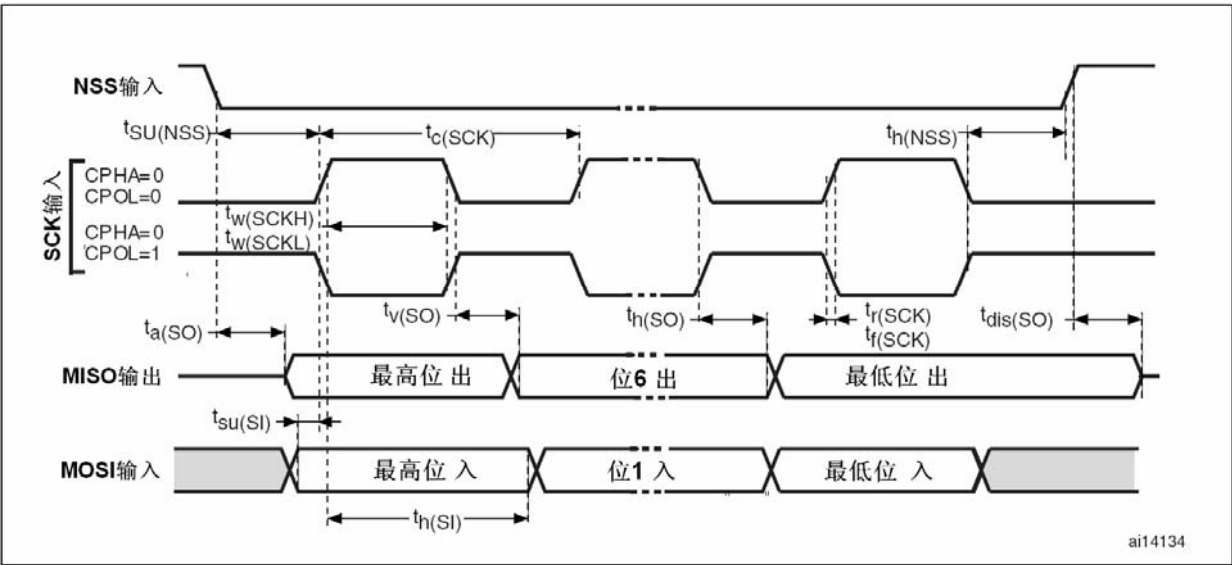 NSS输入
tSU(NSS)
tc(SCK)
th(NSS)
SCK输入
CPHA=0
CPOL=0
CPHA=0
CPOL=1
tw(SCKH)
tw(SCKL)
ta(SO)
tv(SO)
th(SO)
tr(SCK)
tf(SCK)
tdis(SO)
MISO输出
最高位 出
位6 出
最低位 出
tsu(SI)
MOSI输入
最高位 入
位1 入
最低位 入
th(SI)
ai14134